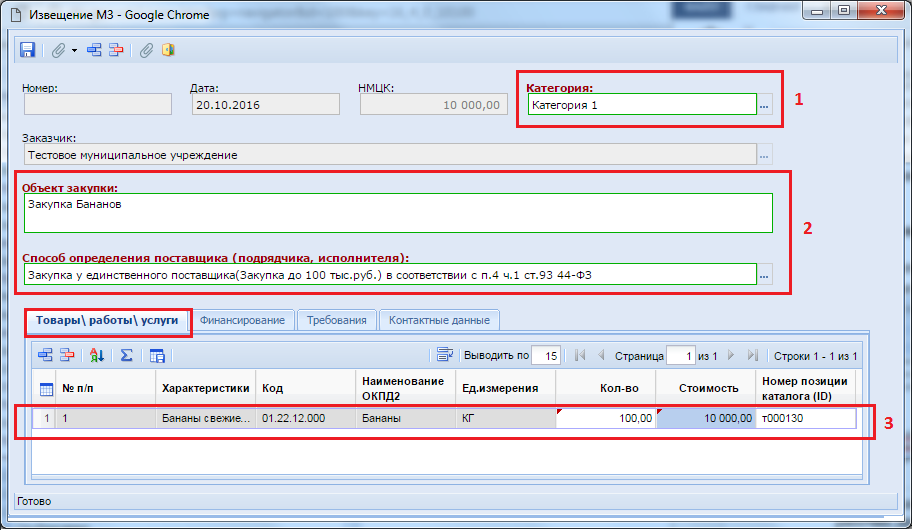 Извещение МЗ - Google Chrome
Номер: Дата: НМЦК: Категория:
20.10.2016 10 000,00 Категория 1 ... 1
Заказчик:
Тестовое муниципальное учреждение ...
Объект закупки:
Закупка Бананов
2
Способ определения поставщика (подрядчика, исполнителя):
Закупка у единственного поставщика(Закупка до 100 тыс.руб.) в соответствии с п.4 ч.1 ст.93 44-ФЗ ...
Товары\ работы\ услуги Финансирование Требования Контактные данные
Выводить по 15 Страница 1 из 1 Строки 1 - 1 из 1
№ п/п Характеристики Код Наименование ОКПД2 Ед.измерения Кол-во Стоимость Номер позиции каталога (ID)
1 1 Бананы свежие... 01.22.12.000 Бананы КГ 100,00 10 000,00 т000130 3
Готово